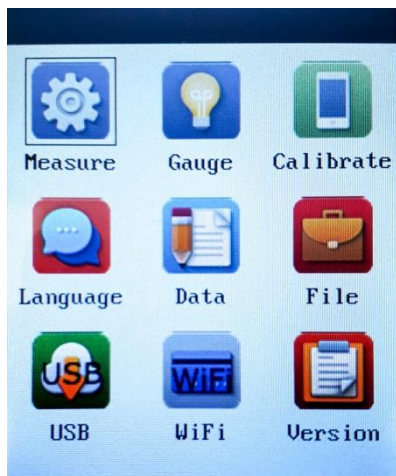 Measure Gauge Calibrate
Language Data File
USB WiFi
USB WiFi Version